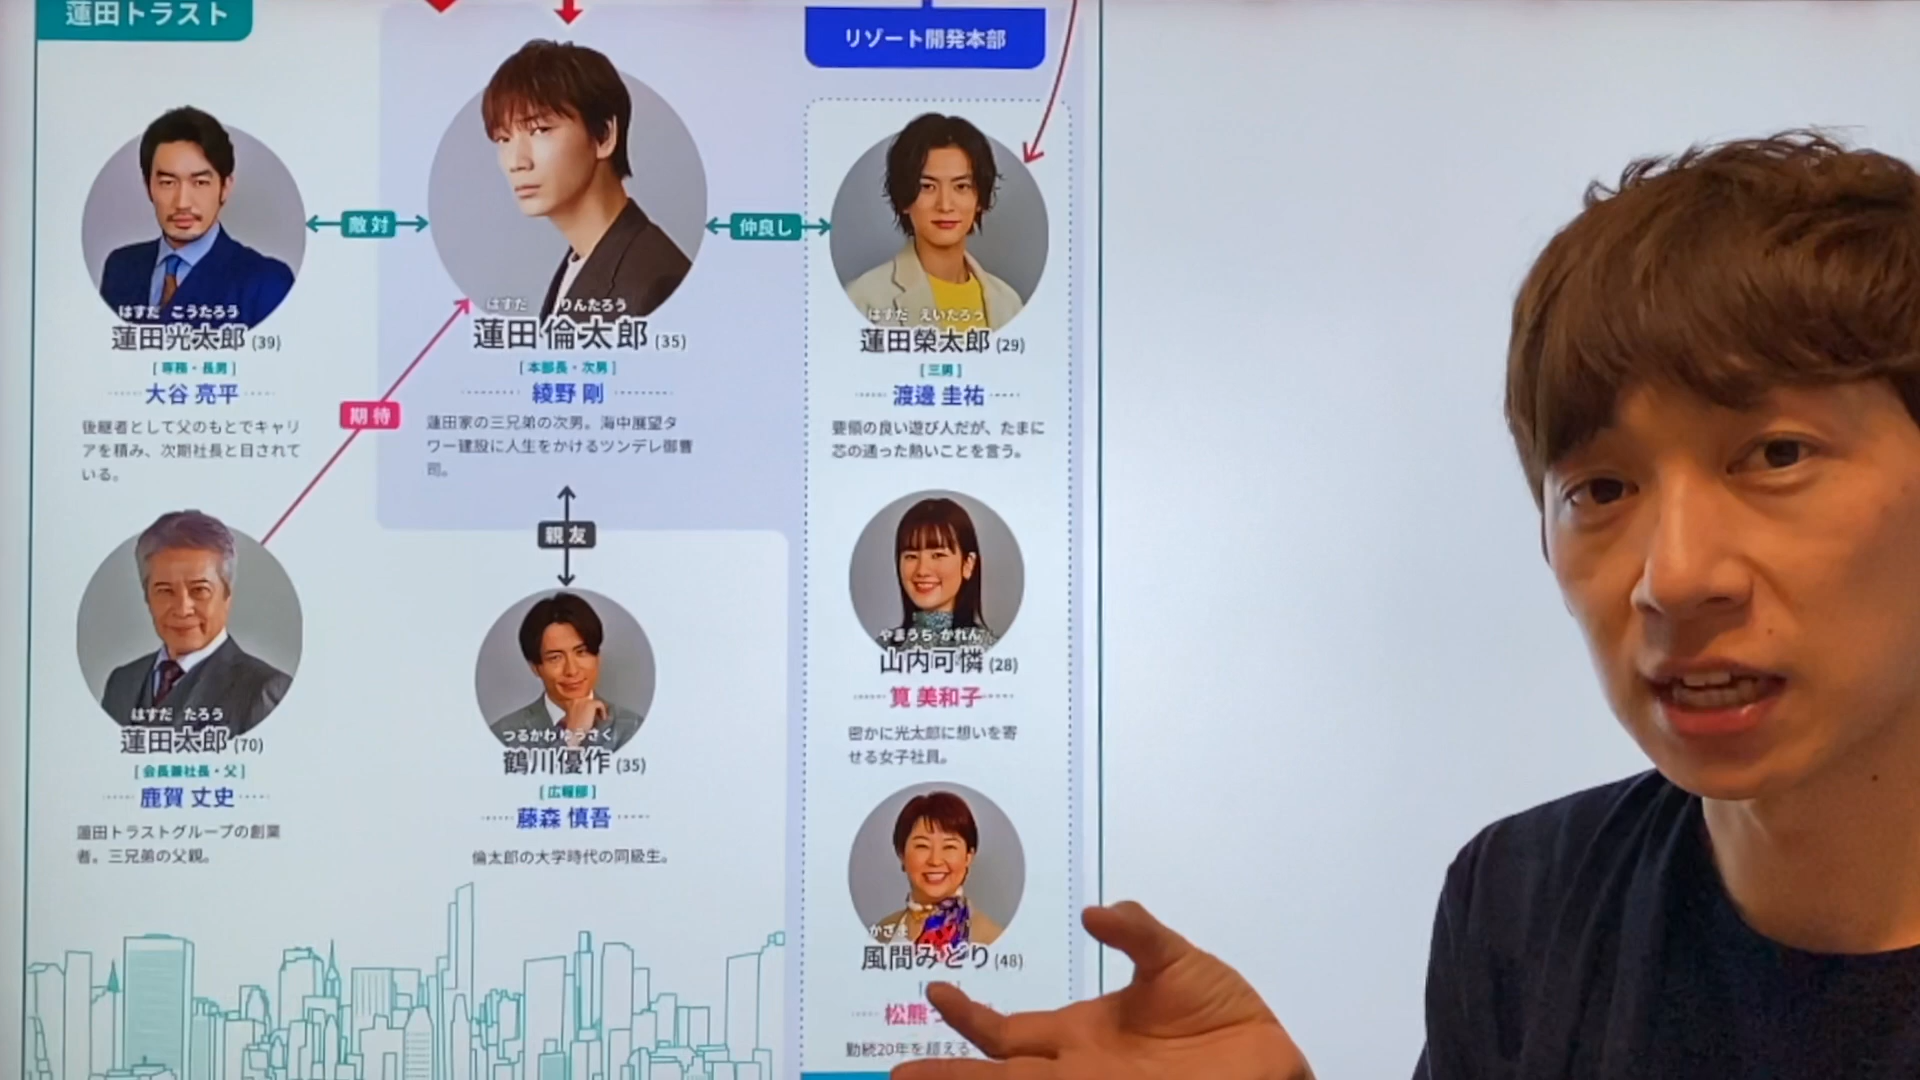 蓮田トラスト
リゾート開発本部
敵対
仲良し
はすだ こうたろう
蓮田光太郎 (39)
[ 専務・長男 ]
大谷 亮平
後継者として父のもとでキャリ
アを積み、次期社長と目されて
いる。
はすだ りんたろう
蓮田倫太郎 (35)
[ 本部長・次男 ]
綾野 剛
蓮田家の三兄弟の次男。海中展望タ
ワー建設に人生をかけるツンデレ御曹
司。
はすだ えいたろう
蓮田榮太郎 (29)
[ 三男 ]
渡邊 圭祐
要領の良い遊び人だが、たまに
芯の通った熱いことを言う。
期待
親友
はすだ たろう
蓮田太郎 (70)
[ 会長兼社長・父 ]
鹿賀 丈史
蓮田トラストグループの創業
者。三兄弟の父親。
つるかわ ゆうさく
鶴川優作 (35)
[ 広報部 ]
藤森 慎吾
倫太郎の大学時代の同級生。
やまうち かれん
山内可憐 (28)
筧 美和子
密かに光太郎に想いを寄
せる女子社員。
かざま
風間みどり (48)
松熊つ
勤続20年を超える